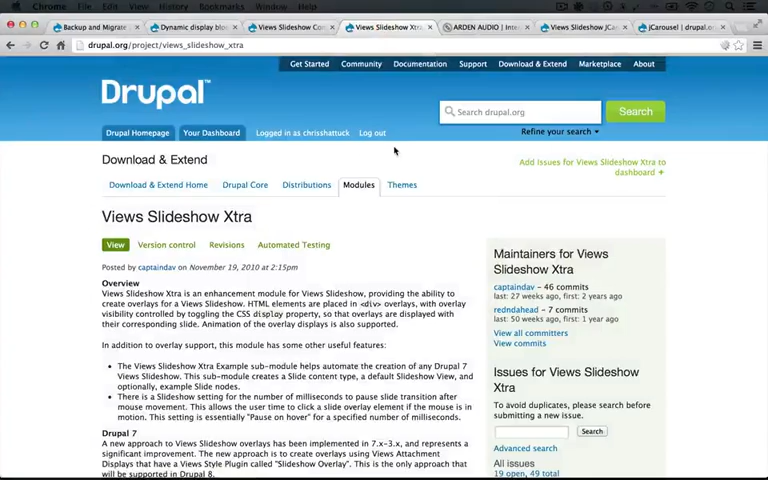 Chrome File Edit View History Bookmarks Window Help
Backup and Migrate
Dynamic display blo
Views Slideshow Co
Views Slideshow Xtra
ARDEN AUDIO | Inte
Views Slideshow JCa
jCarousel | drupal.o
drupal.org/project/views_slideshow_xtra
Get Started Community Documentation Support Download & Extend Marketplace About
Drupal™
Search drupal.org
Search
Refine your search
Drupal Homepage Your Dashboard Logged in as chrisshattuck Log out
Download & Extend
Add Issues for Views Slideshow Xtra to
dashboard +
Download & Extend Home Drupal Core Distributions Modules Themes
Views Slideshow Xtra
View Version control Revisions Automated Testing
Posted by captaindav on November 19, 2010 at 2:15pm
Overview
Views Slideshow Xtra is an enhancement module for Views Slideshow, providing the ability to
create overlays for a Views Slideshow. HTML elements are placed in <div> overlays, with overlay
visibility controlled by toggling the CSS display property, so that overlays are displayed with
their corresponding slide. Animation of the overlay displays is also supported.
In addition to overlay support, this module has some other useful features:
• The Views Slideshow Xtra Example sub-module helps automate the creation of any Drupal 7
Views Slideshow. This sub-module creates a Slide content type, a default Slideshow View, and
optionally, example Slide nodes.
• There is a Slideshow setting for the number of milliseconds to pause slide transition after
mouse movement. This allows the user time to click a slide overlay element if the mouse is in
motion. This setting is essentially "Pause on hover" for a specified number of milliseconds.
Drupal 7
A new approach to Views Slideshow overlays has been implemented in 7.x-3.x, and represents a
significant improvement. The new approach is to create overlays using Views Attachment
Displays that have a Views Style Plugin called "Slideshow Overlay". This is the only approach that
will be supported in Drupal 8.
Maintainers for Views
Slideshow Xtra
captaindav – 46 commits
last: 27 weeks ago, first: 2 years ago
redndahead – 7 commits
last: 50 weeks ago, first: 1 year ago
View all committers
View commits
Issues for Views Slideshow
Xtra
To avoid duplicates, please search before
submitting a new issue.
Search
Advanced search
All issues
19 open, 49 total